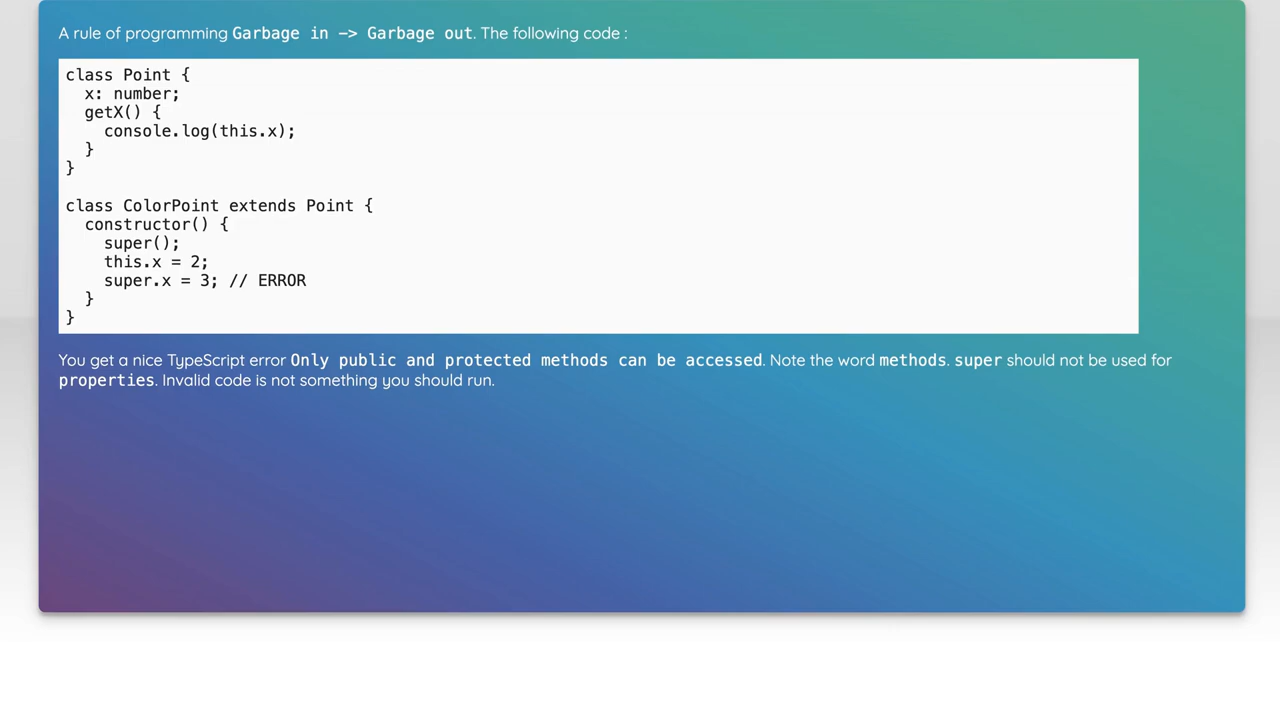 A rule of programming Garbage in -> Garbage out. The following code :
class Point {
  x: number;
  getX() {
    console.log(this.x);
  }
}

class ColorPoint extends Point {
  constructor() {
    super();
    this.x = 2;
    super.x = 3; // ERROR
  }
}
You get a nice TypeScript error Only public and protected methods can be accessed. Note the word methods. super should not be used for
properties. Invalid code is not something you should run.